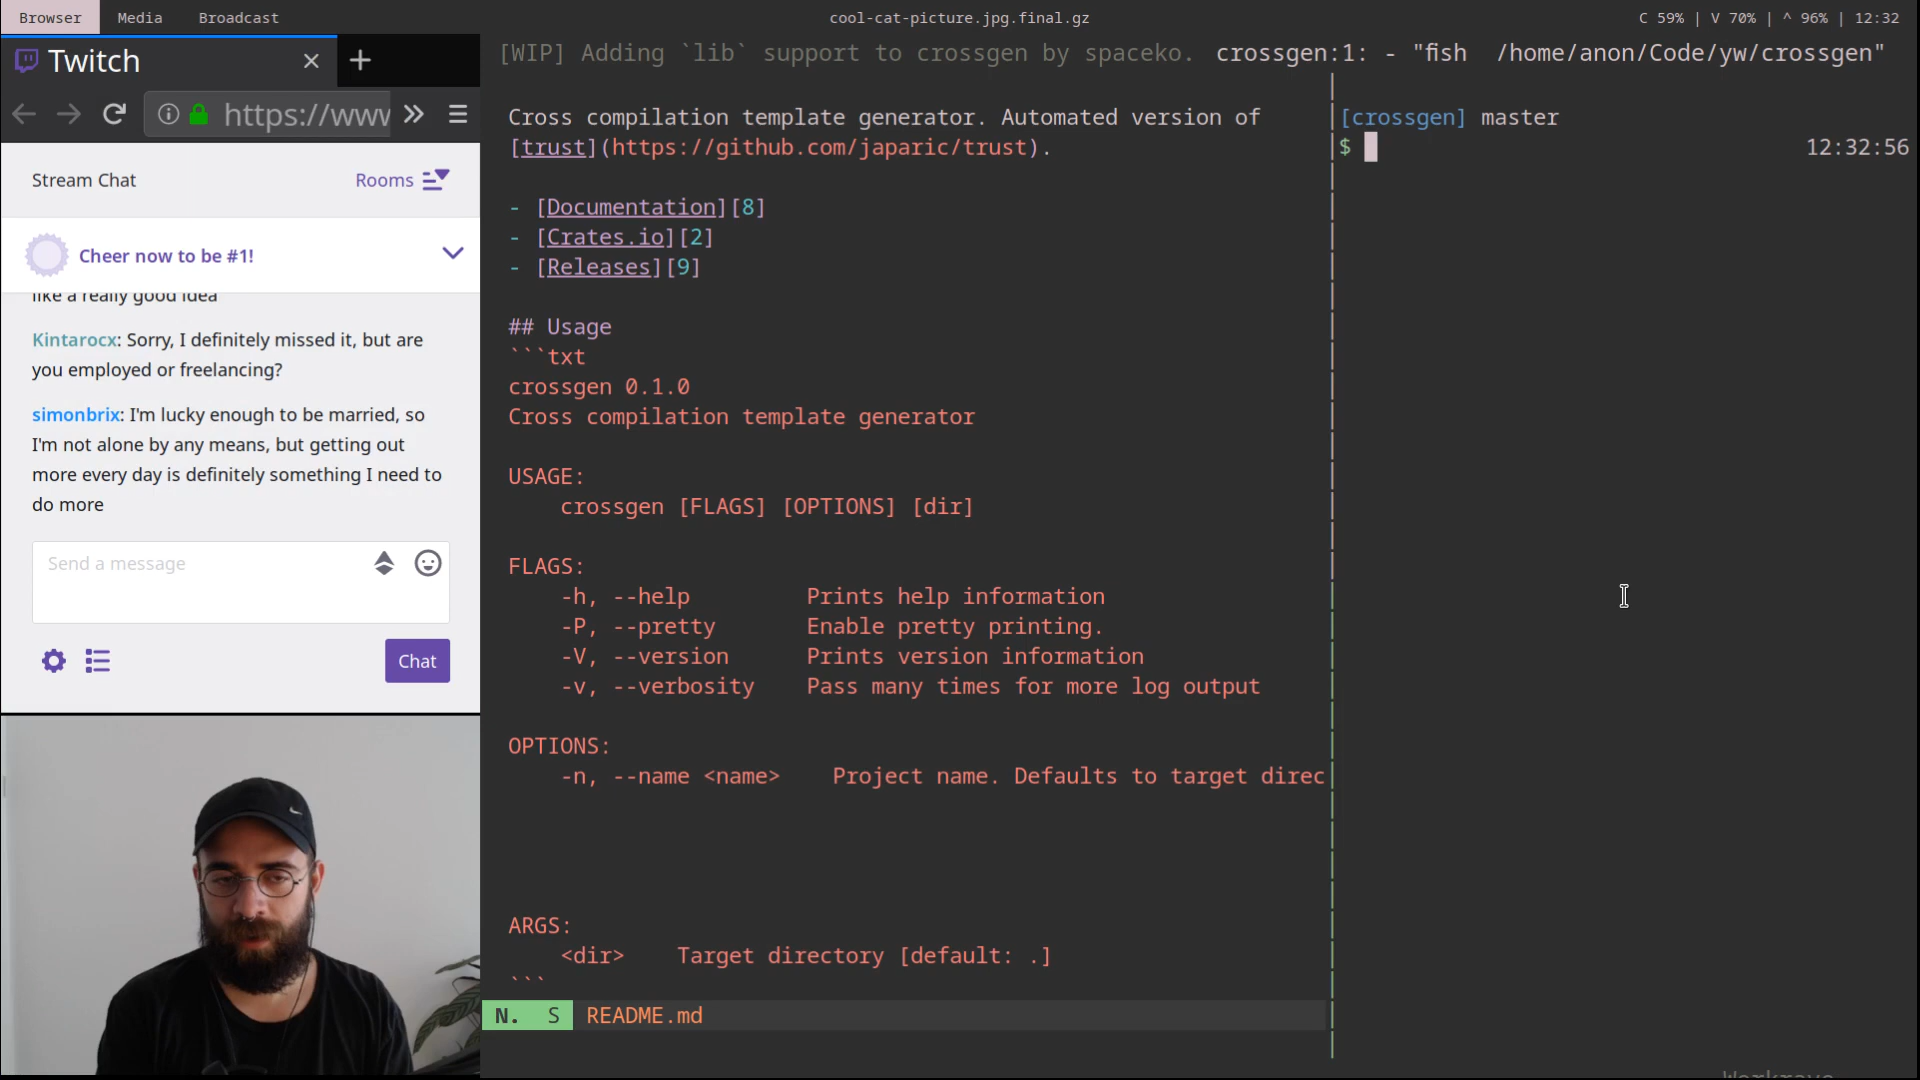 Browser Media Broadcast
cool-cat-picture.jpg.final.gz
C 59% | V 70% | ^ 96% | 12:32
Twitch
https://www
Stream Chat
Rooms
Cheer now to be #1!
like a really good idea
Kintarocx: Sorry, I definitely missed it, but are
you employed or freelancing?
simonbrix: I'm lucky enough to be married, so
I'm not alone by any means, but getting out
more every day is definitely something I need to
do more
Send a message
Chat
[WIP] Adding `lib` support to crossgen by spaceko. crossgen:1: - "fish  /home/anon/Code/yw/crossgen"
Cross compilation template generator. Automated version of
[trust](https://github.com/japaric/trust).
- [Documentation][8]
- [Crates.io][2]
- [Releases][9]
## Usage
```txt
crossgen 0.1.0
Cross compilation template generator
USAGE:
crossgen [FLAGS] [OPTIONS] [dir]
FLAGS:
-h, --help Prints help information
-P, --pretty Enable pretty printing.
-V, --version Prints version information
-v, --verbosity Pass many times for more log output
OPTIONS:
-n, --name <name> Project name. Defaults to target direc
ARGS:
<dir> Target directory [default: .]
```
N. S README.md
[crossgen] master
$ 12:32:56